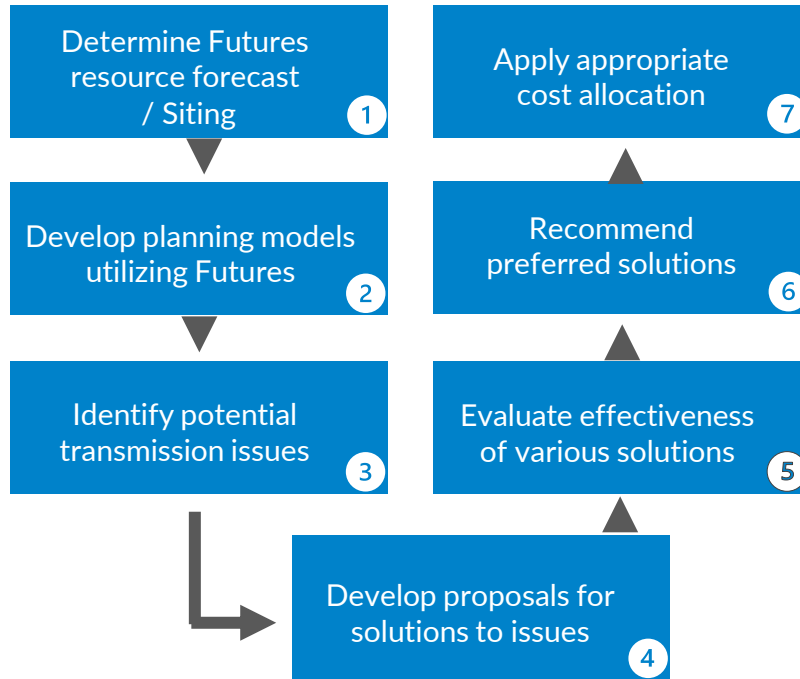 Determine Futures
resource forecast
/ Siting
1
Develop planning models
utilizing Futures
2
Identify potential
transmission issues
3
Develop proposals for
solutions to issues
4
Evaluate effectiveness
of various solutions
5
Recommend
preferred solutions
6
Apply appropriate
cost allocation
7